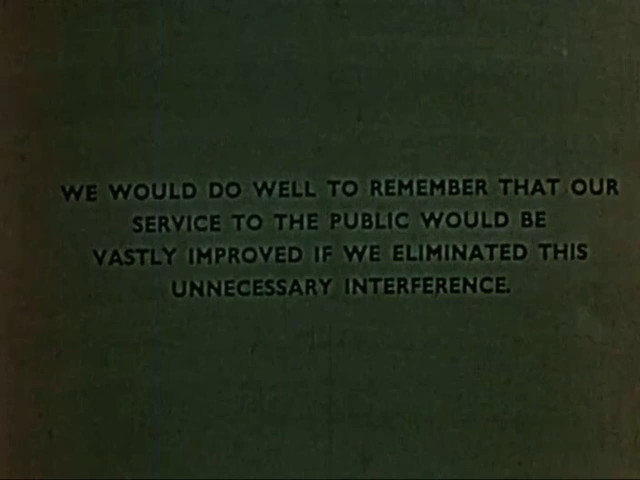 WE WOULD DO WELL TO REMEMBER THAT OUR
SERVICE TO THE PUBLIC WOULD BE
VASTLY IMPROVED IF WE ELIMINATED THIS
UNNECESSARY INTERFERENCE.